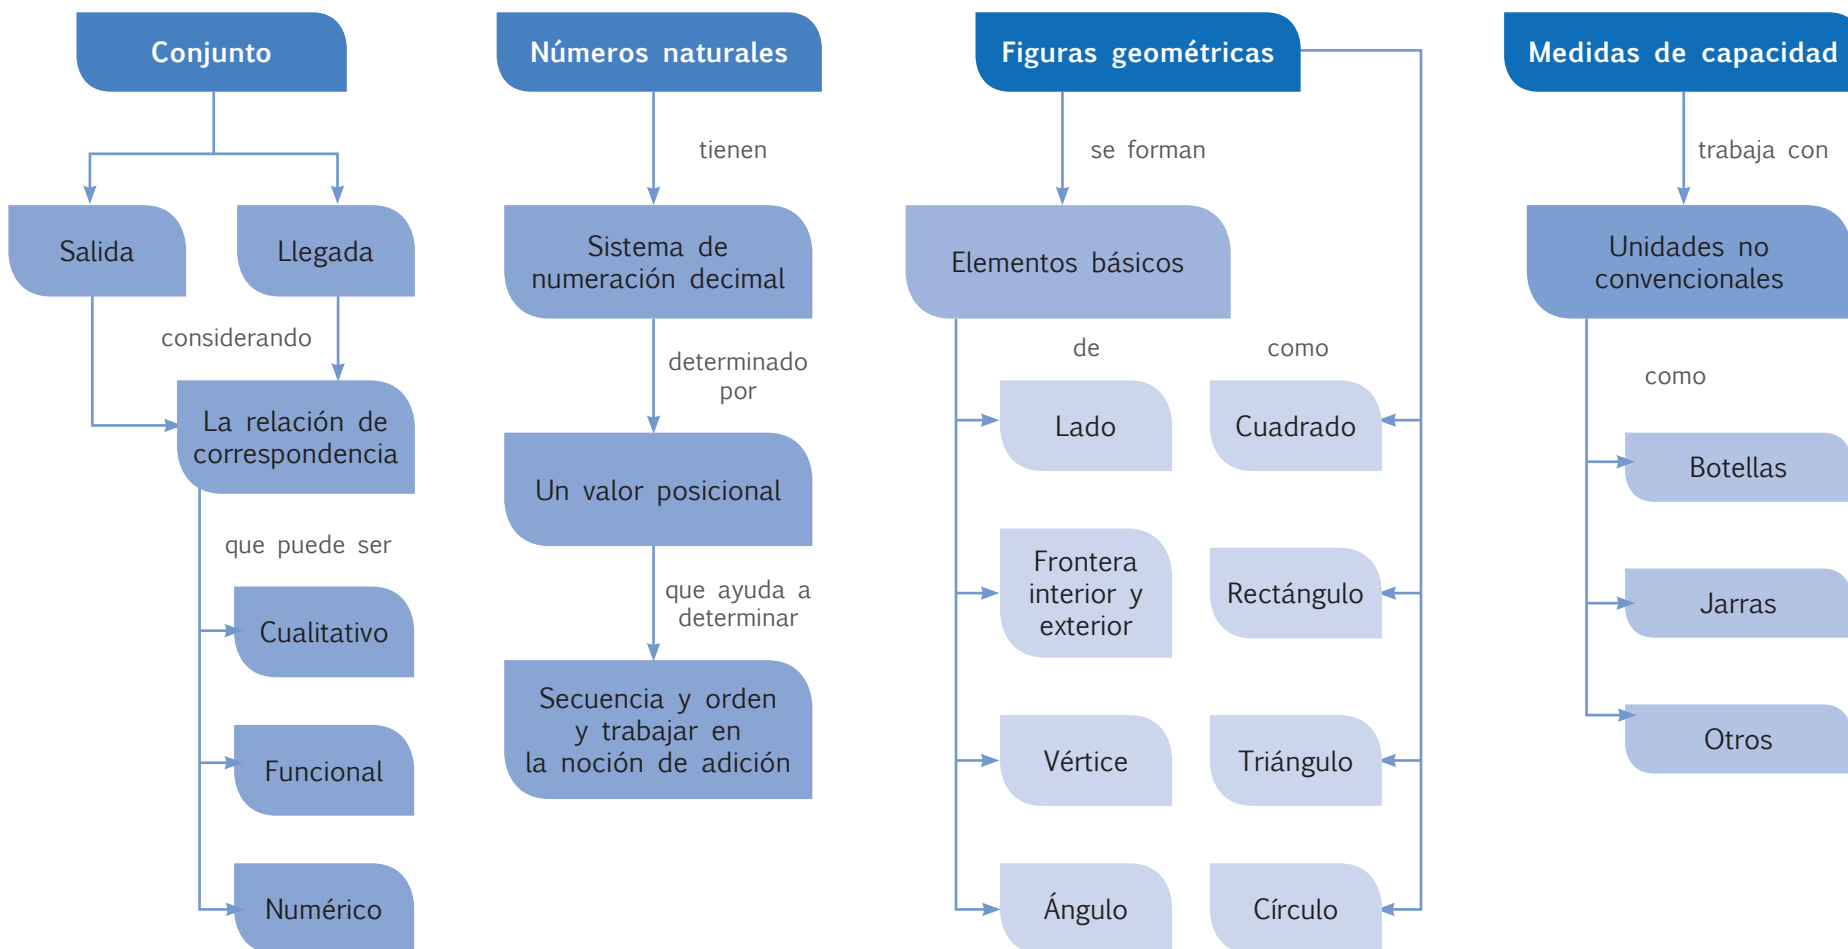 Conjunto
Salida
Llegada
considerando
La relación de
correspondencia
que puede ser
Cualitativo
Funcional
Numérico
Números naturales
tienen
Sistema de
numeración decimal
determinado
por
Un valor posicional
que ayuda a
determinar
Secuencia y orden
y trabajar en
la noción de adición
Figuras geométricas
se forman
Elementos básicos
de
Lado
Frontera
interior y
exterior
Vértice
Ángulo
como
Cuadrado
Rectángulo
Triángulo
Círculo
Medidas de capacidad
trabaja con
Unidades no
convencionales
como
Botellas
Jarras
Otros